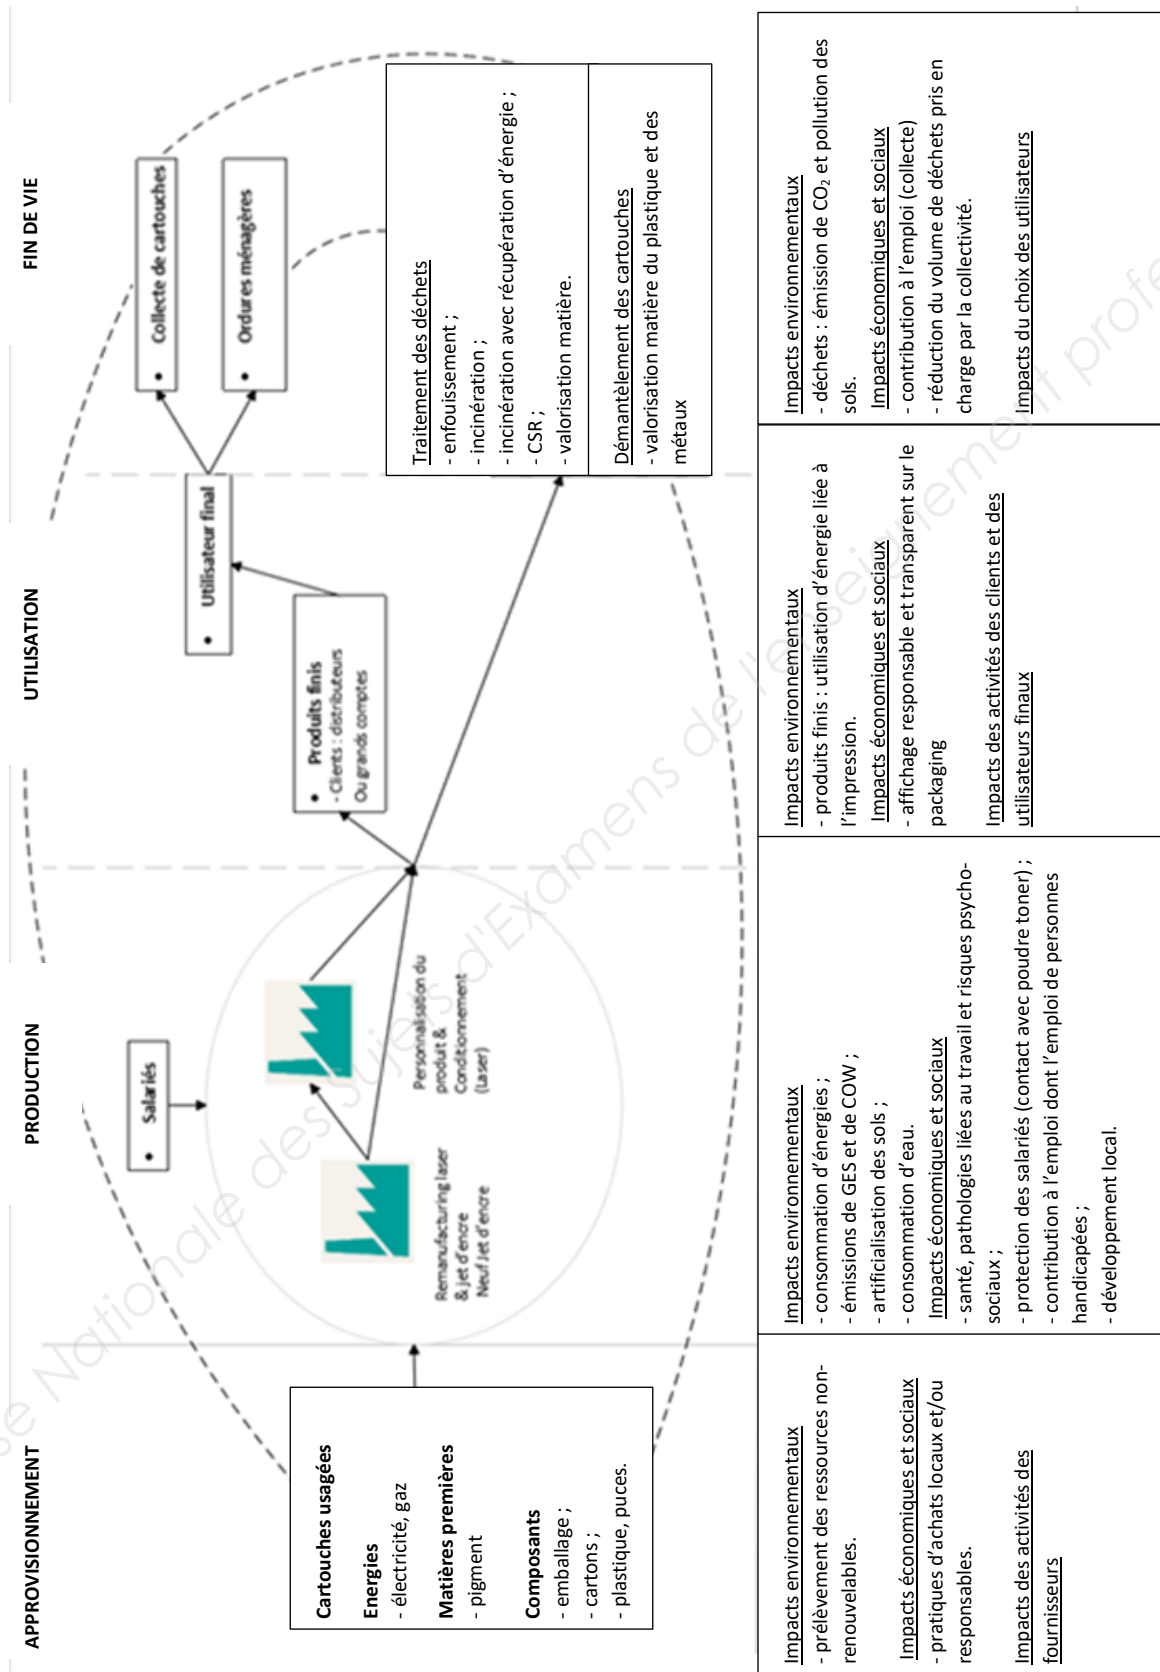 APPROVISIONNEMENT
PRODUCTION
UTILISATION
FIN DE VIE
Cartouches usagées
Energies
- électricité, gaz
Matières premières
- pigment
Composants
- emballage ;
- cartons ;
- plastique, puces.
• Salariés
Remanufacturing laser
& jet d'encre
Neuf Jet d'encre
Personnalisation du
produit &
Conditionnement
(Laser)
• Produits finis
- Clients : distributeurs
Ou grands comptes
• Utilisateur final
• Collecte de cartouches
• Ordures ménagères
Traitement des déchets
- enfouissement ;
- incinération ;
- incinération avec récupération d'énergie ;
- CSR ;
- valorisation matière.
Démantèlement des cartouches
- valorisation matière du plastique et des
métaux
Impacts environnementaux
- prélèvement des ressources non-
renouvelables.
Impacts économiques et sociaux
- pratiques d'achats locaux et/ou
responsables.
Impacts des activités des
fournisseurs
Impacts environnementaux
- consommation d'énergies ;
- émissions de GES et de COW ;
- artificialisation des sols ;
- consommation d'eau.
Impacts économiques et sociaux
- santé, pathologies liées au travail et risques psycho-
sociaux ;
- protection des salariés (contact avec poudre toner) ;
- contribution à l'emploi dont l'emploi de personnes
handicapées ;
- développement local.
Impacts environnementaux
- produits finis : utilisation d'énergie liée à
l'impression.
Impacts économiques et sociaux
- affichage responsable et transparent sur le
packaging
Impacts des activités des clients et des
utilisateurs finaux
Impacts environnementaux
- déchets : émission de CO₂ et pollution des
sols.
Impacts économiques et sociaux
- contribution à l'emploi (collecte)
- réduction du volume de déchets pris en
charge par la collectivité.
Impacts du choix des utilisateurs
Nationale des Sujets d'Examens de l'enseignement